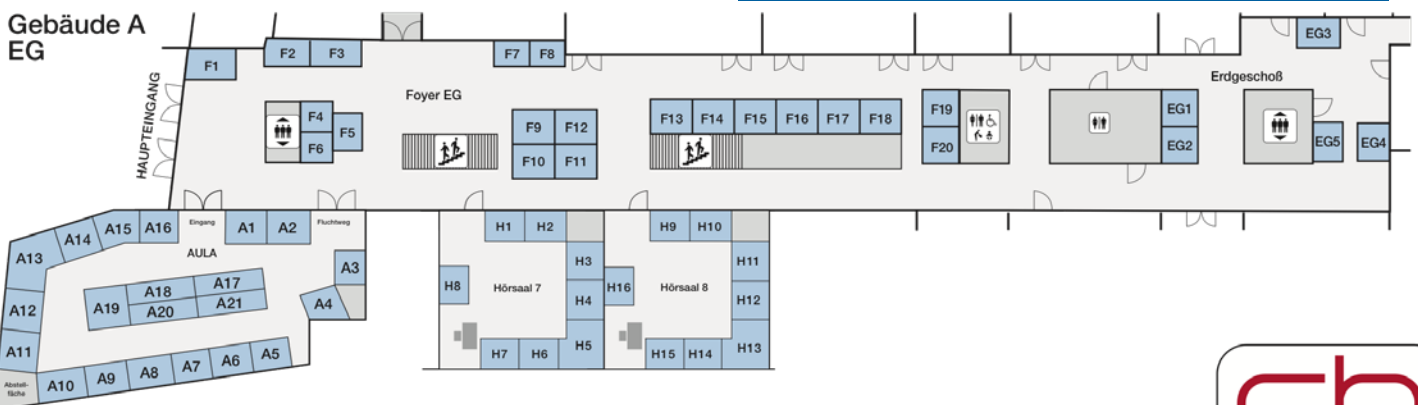 Gebäude A
EG
HAUPTEINGANG
F1
F2
F3
F7
F8
Foyer EG
F4
F5
F6
F9
F12
F10
F11
F13
F14
F15
F16
F17
F18
F19
F20
EG1
EG2
Erdgeschoß
EG3
EG5
EG4
A13
A14
A15
A16
Eingang
A1
A2
Fluchtweg
AULA
A3
A4
A12
A11
A19
A18
A17
A20
A21
Abstell-
fläche
A10
A9
A8
A7
A6
A5
H1
H2
H3
H8
Hörsaal 7
H4
H5
H7
H6
H9
H10
H11
H16
Hörsaal 8
H12
H13
H15
H14